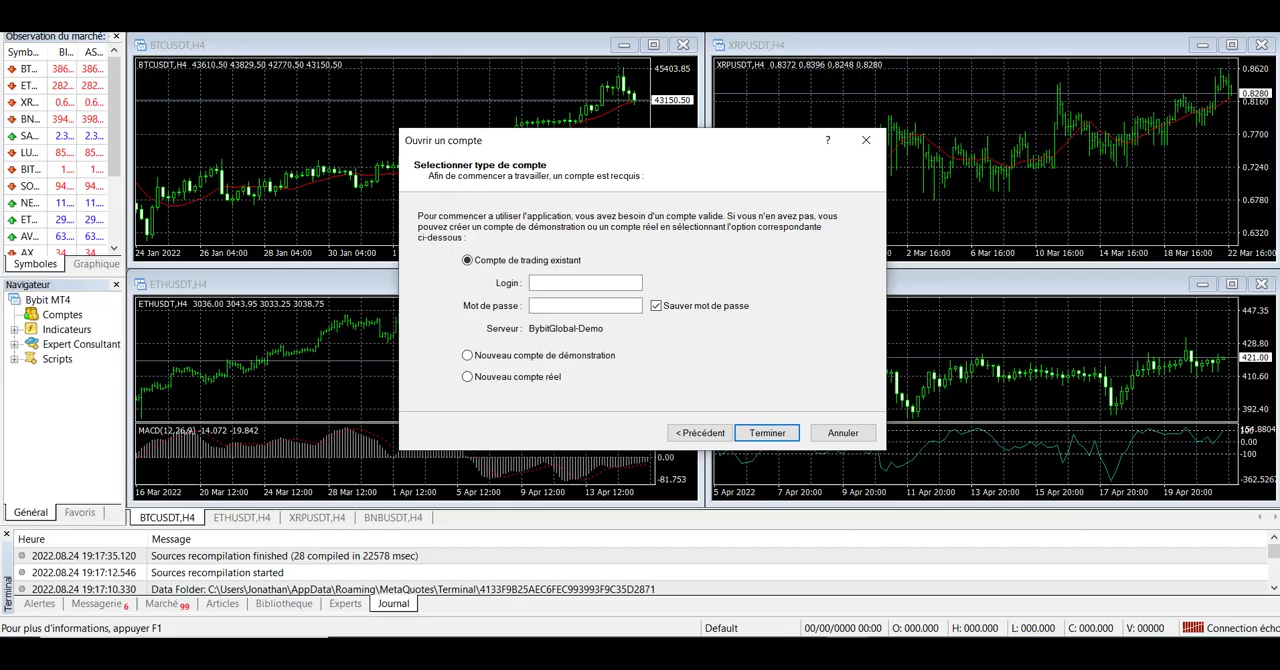 Observation du marché:
Symb... BI... AS...
BT... 386... 386...
ET... 282... 282...
XR... 0.6... 0.6...
BN... 394... 398...
SA... 2.3... 2.3...
LU... 85... 85...
BIT... 1.... 1....
SO... 94... 94...
NE... 11.... 11....
ET... 29.... 29....
AV... 63.... 63....
AX 34 34
Symboles Graphique
Navigateur
Bybit MT4
Comptes
Indicateurs
Expert Consultant
Scripts
Général Favoris
BTCUSDT,H4
BTCUSDT,H4 43610.50 43829.50 42770.50 43150.50
45403.85
43150.50
24 Jan 2022 26 Jan 04:00 28 Jan 04:00 30 Jan 04:00
XRPUSDT,H4
XRPUSDT,H4 0.8372 0.8396 0.8248 0.8280
0.8620
0.8280
0.8160
0.7700
0.7240
0.6780
0.6320
2 Mar 16:00 6 Mar 16:00 10 Mar 16:00 14 Mar 16:00 18 Mar 16:00 22 Mar 16:00
ETHUSDT,H4
ETHUSDT,H4 3036.00 3043.95 3033.25 3038.75
MACD(12,26,9) -14.072 -19.842
0.00
-81.753
16 Mar 2022 20 Mar 12:00 24 Mar 12:00 28 Mar 12:00 1 Apr 12:00 5 Apr 12:00 9 Apr 12:00 13 Apr 12:00
447.35
428.80
421.00
410.60
392.40
0.00
-100
-362.5267
5 Apr 2022 7 Apr 20:00 9 Apr 20:00 11 Apr 20:00 13 Apr 20:00 15 Apr 20:00 17 Apr 20:00 19 Apr 20:00
Ouvrir un compte
?
Selectionner type de compte
Afin de commencer a travailler, un compte est requis :
Pour commencer a utiliser l'application, vous avez besoin d'un compte valide. Si vous n'en avez pas, vous
pouvez créer un compte de démonstration ou un compte réel en sélectionnant l'option correspondante
ci-dessous :
Compte de trading existant
Login :
Mot de passe : Sauver mot de passe
Serveur : BybitGlobal-Demo
Nouveau compte de démonstration
Nouveau compte réel
< Précédent Terminer Annuler
BTCUSDT,H4 ETHUSDT,H4 XRPUSDT,H4 BNBUSDT,H4
Heure Message
2022.08.24 19:17:35.120 Sources recompilation finished (28 compiled in 22578 msec)
2022.08.24 19:17:12.546 Sources recompilation started
2022.08.24 19:17:10.330 Data Folder: C:\Users\Jonathan\AppData\Roaming\MetaQuotes\Terminal\4133F9B25AEC6FEC993993F9C35D2871
Terminal
Alertes Messagerie 6 Marché 99 Articles Bibliotheque Experts Journal
Pour plus d'informations, appuyer F1 Default 00/00/0000 00:00 O: 000.000 H: 000.000 L: 000.000 C: 000.000 V: 00000 Connection écho